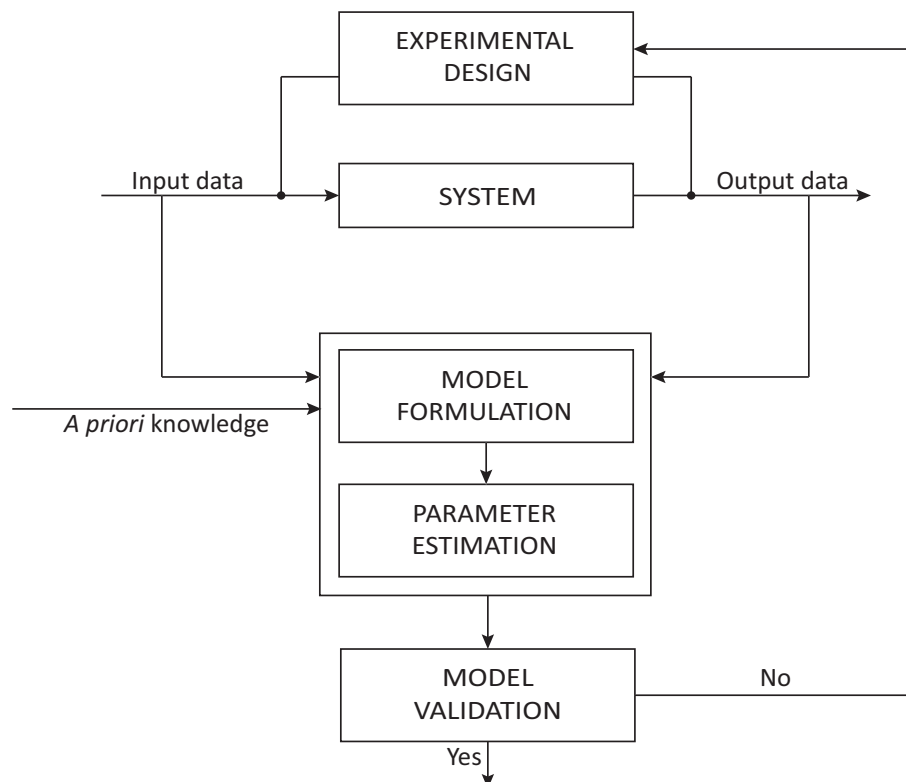 EXPERIMENTAL
DESIGN
Input data
SYSTEM
Output data
MODEL
FORMULATION
A priori knowledge
PARAMETER
ESTIMATION
MODEL
VALIDATION
No
Yes